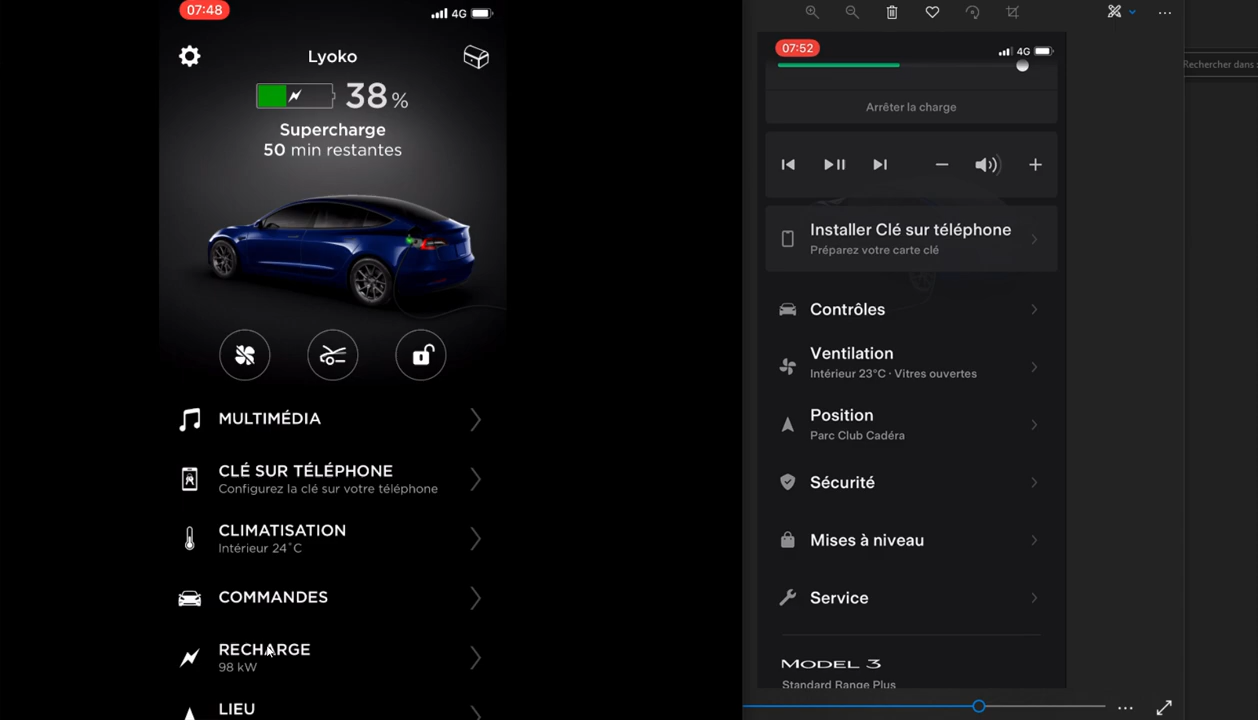 07:48
4G
Lyoko
38 %
Supercharge
50 min restantes
MULTIMÉDIA
CLÉ SUR TÉLÉPHONE
Configurez la clé sur votre téléphone
CLIMATISATION
Intérieur 24°C
COMMANDES
RECHARGE
98 kW
LIEU
07:52
4G
Arrêter la charge
Installer Clé sur téléphone
Préparez votre carte clé
Contrôles
Ventilation
Intérieur 23°C · Vitres ouvertes
Position
Parc Club Cadéra
Sécurité
Mises à niveau
Service
MODEL 3
Standard Range Plus
Rechercher dans